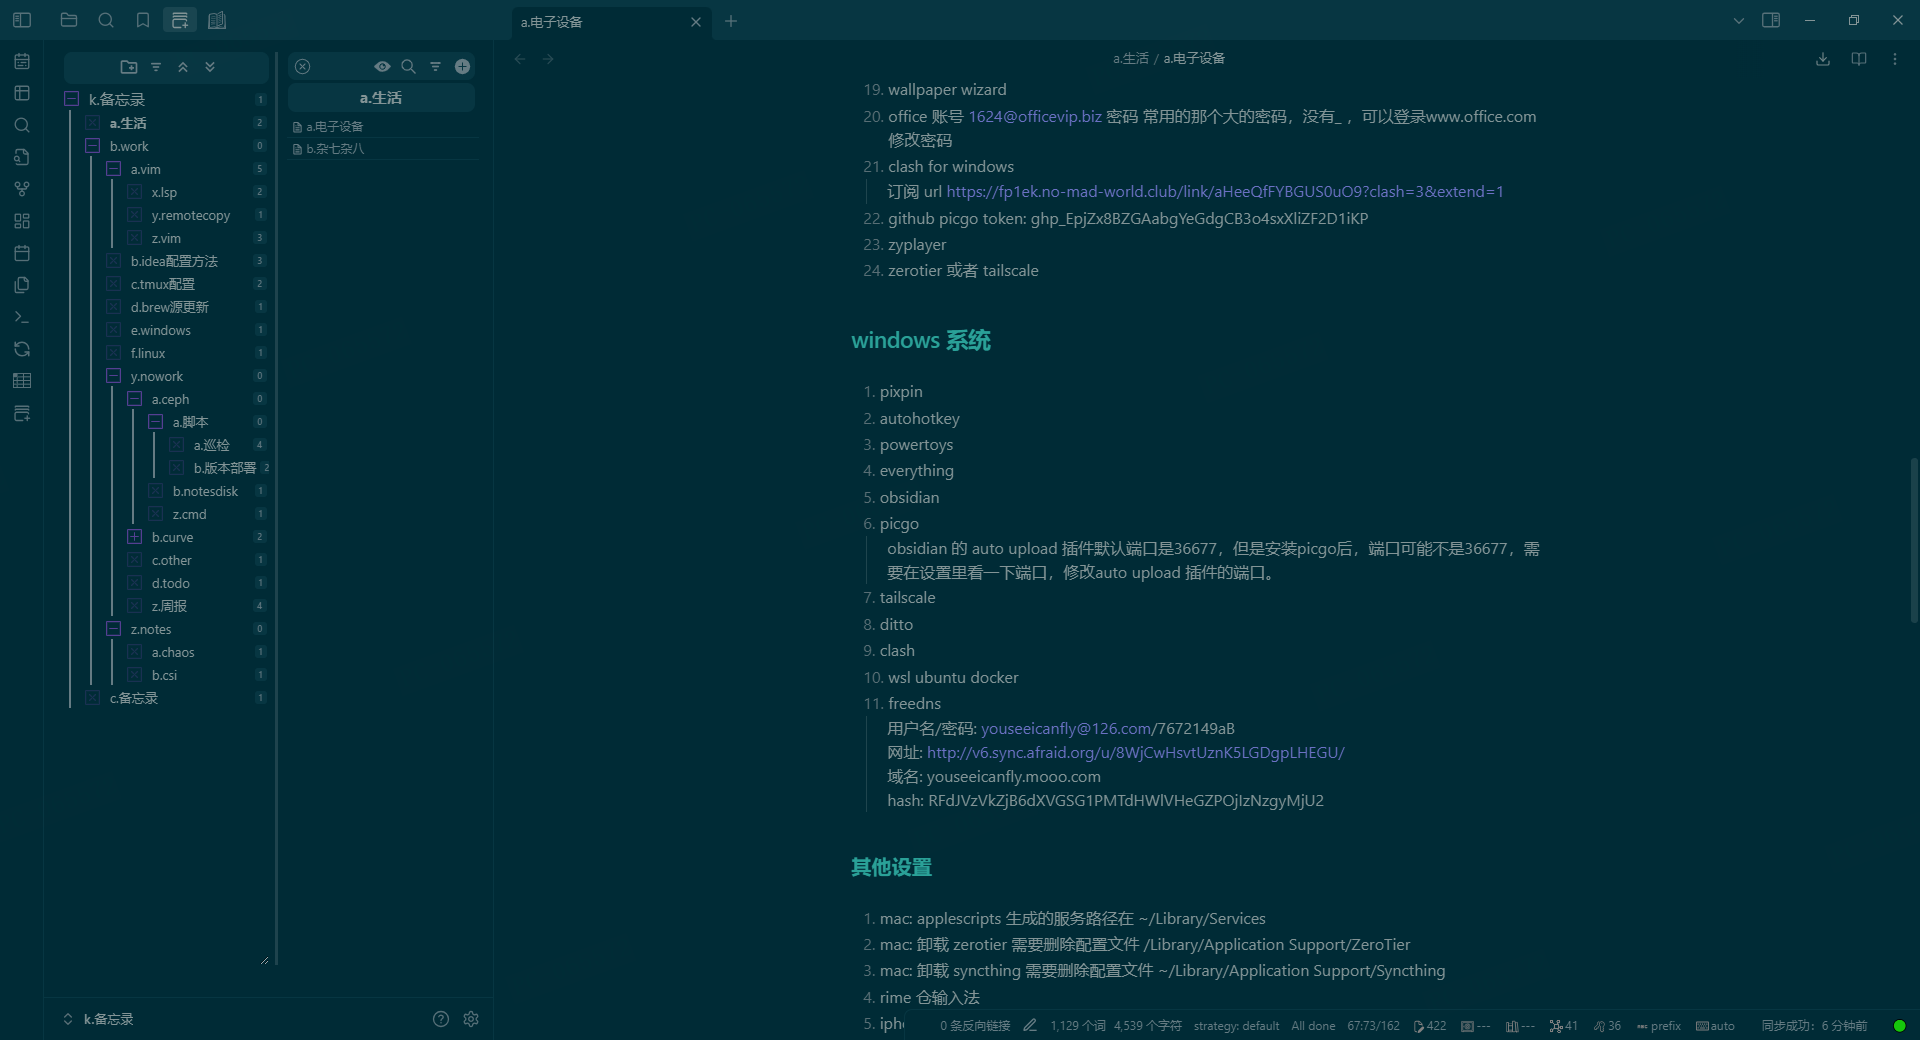 a.电子设备
a.生活 / a.电子设备
k.备忘录 1
a.生活 2
b.work 0
a.vim 5
x.lsp 2
y.remotecopy 1
z.vim 3
b.idea配置方法 3
c.tmux配置 2
d.brew源更新 1
e.windows 1
f.linux 1
y.nowork 0
a.ceph 0
a.脚本 0
a.巡检 4
b.版本部署 2
b.notesdisk 1
z.cmd 1
b.curve 2
c.other 1
d.todo 1
z.周报 4
z.notes 0
a.chaos 1
b.csi 1
c.备忘录 1
k.备忘录
a.生活
a.电子设备
b.杂七杂八
19. wallpaper wizard
20. office 账号 1624@officevip.biz 密码 常用的那个大的密码，没有_ ，可以登录www.office.com
修改密码
21. clash for windows
订阅 url https://fp1ek.no-mad-world.club/link/aHeeQfFYBGUS0uO9?clash=3&extend=1
22. github picgo token: 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
23. zyplayer
24. zerotier 或者 tailscale
windows 系统
1. pixpin
2. autohotkey
3. powertoys
4. everything
5. obsidian
6. picgo
obsidian 的 auto upload 插件默认端口是36677，但是安装picgo后，端口可能不是36677，需
要在设置里看一下端口，修改auto upload 插件的端口。
7. tailscale
8. ditto
9. clash
10. wsl ubuntu docker
11. freedns
用户名/密码: youseeicanfly@126.com/7672149aB
网址: http://v6.sync.afraid.org/u/8WjCwHsvtUznK5LGDgpLHEGU/
域名: youseeicanfly.mooo.com
hash: RFdJVzVkZjB6dXVGSG1PMTdHWlVHeGZPOjIzNzgyMjU2
其他设置
1. mac: applescripts 生成的服务路径在 ~/Library/Services
2. mac: 卸载 zerotier 需要删除配置文件 /Library/Application Support/ZeroTier
3. mac: 卸载 syncthing 需要删除配置文件 ~/Library/Application Support/Syncthing
4. rime 仓输入法
5. iph
0 条反向链接 1,129 个词 4,539 个字符 strategy: default All done 67:73/162 422 --- --- 41 36 prefix auto 同步成功：6 分钟前